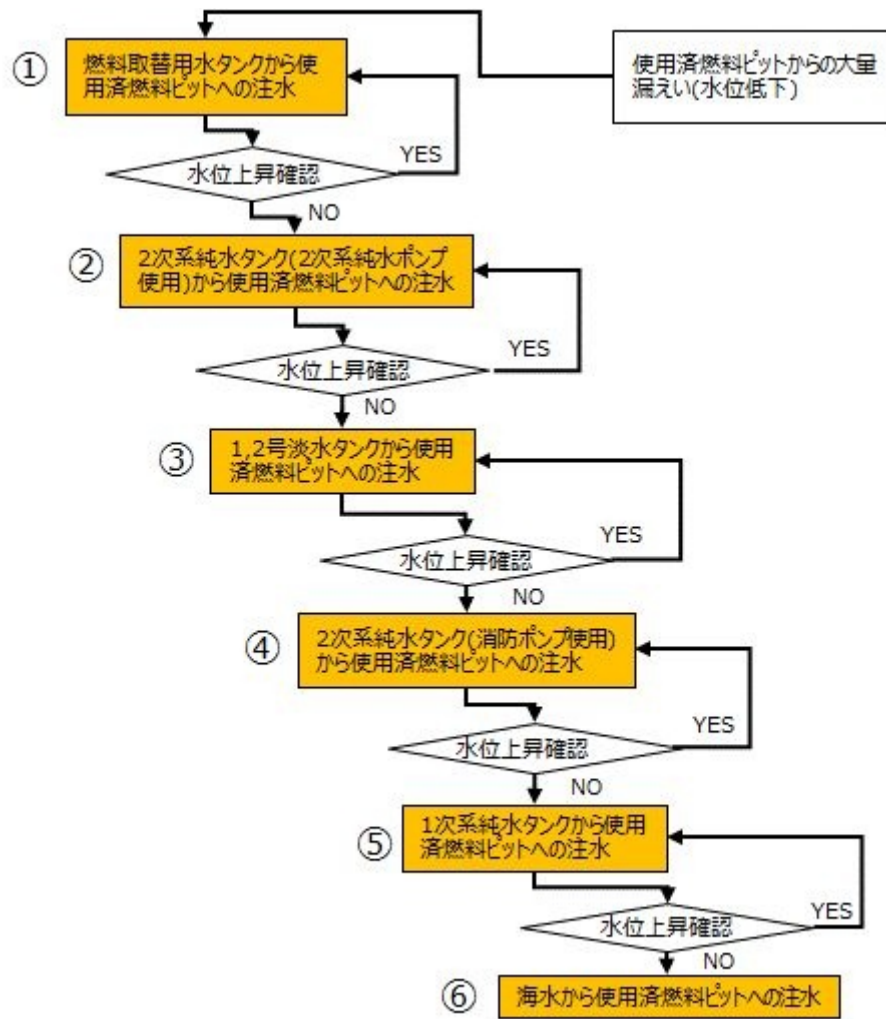 ①
燃料取替用水タンクから使
用済燃料ピットへの注水
使用済燃料ピットからの大量
漏えい(水位低下)
YES
水位上昇確認
NO
②
2次系純水タンク(2次系純水ポンプ
使用)から使用済燃料ピットへの注水
YES
水位上昇確認
NO
③
1,2号淡水タンクから使用
済燃料ピットへの注水
YES
水位上昇確認
NO
④
2次系純水タンク(消防ポンプ使用)
から使用済燃料ピットへの注水
YES
水位上昇確認
NO
⑤
1次系純水タンクから使用
済燃料ピットへの注水
YES
水位上昇確認
NO
⑥
海水から使用済燃料ピットへの注水